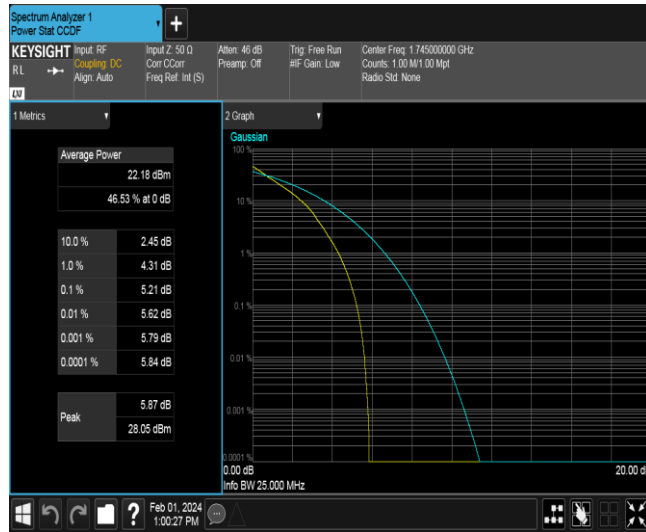 Spectrum Analyzer 1
Power Stat CCDF
+
KEYSIGHT
RL
LXI
Input: RF
Coupling: DC
Align: Auto
Input Z: 50 Ω
Corr CCorr
Freq Ref: Int (S)
Atten: 46 dB
Preamp: Off
Trig: Free Run
#IF Gain: Low
Center Freq: 1.745000000 GHz
Counts: 1.00 M/1.00 Mpt
Radio Std: None
1 Metrics
Average Power
22.18 dBm
46.53 % at 0 dB
10.0 % 2.45 dB
1.0 % 4.31 dB
0.1 % 5.21 dB
0.01 % 5.62 dB
0.001 % 5.79 dB
0.0001 % 5.84 dB
Peak
5.87 dB
28.05 dBm
2 Graph
Gaussian
100 %
10 %
1 %
0.1 %
0.01 %
0.001 %
0.0001 %
0.00 dB
20.00 d
Info BW 25.000 MHz
?
Feb 01, 2024
1:00:27 PM